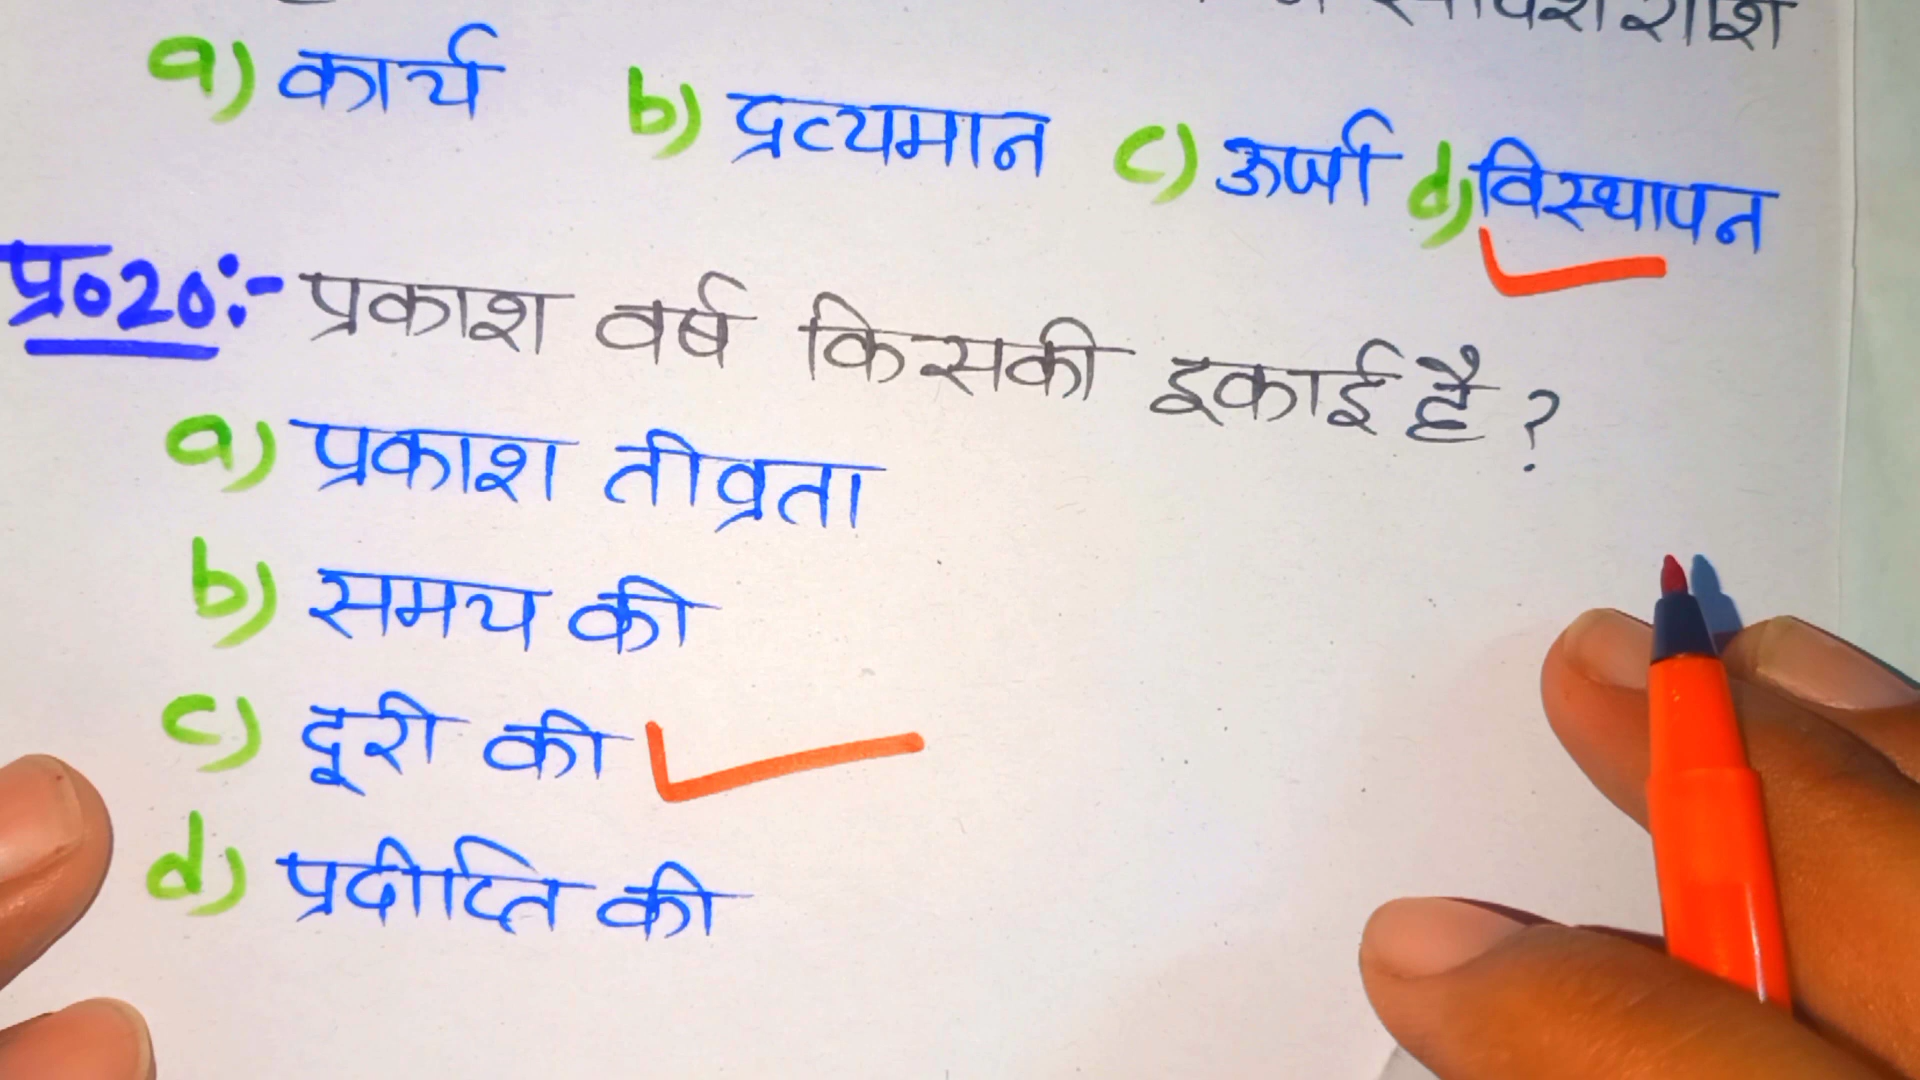 a) कार्य b) द्रव्यमान c) ऊर्जा d) विस्थापन
प्र०20:- प्रकाश वर्ष किसकी इकाई है?
a) प्रकाश तीव्रता
b) समय की
c) दूरी की
d) प्रदीप्ति की